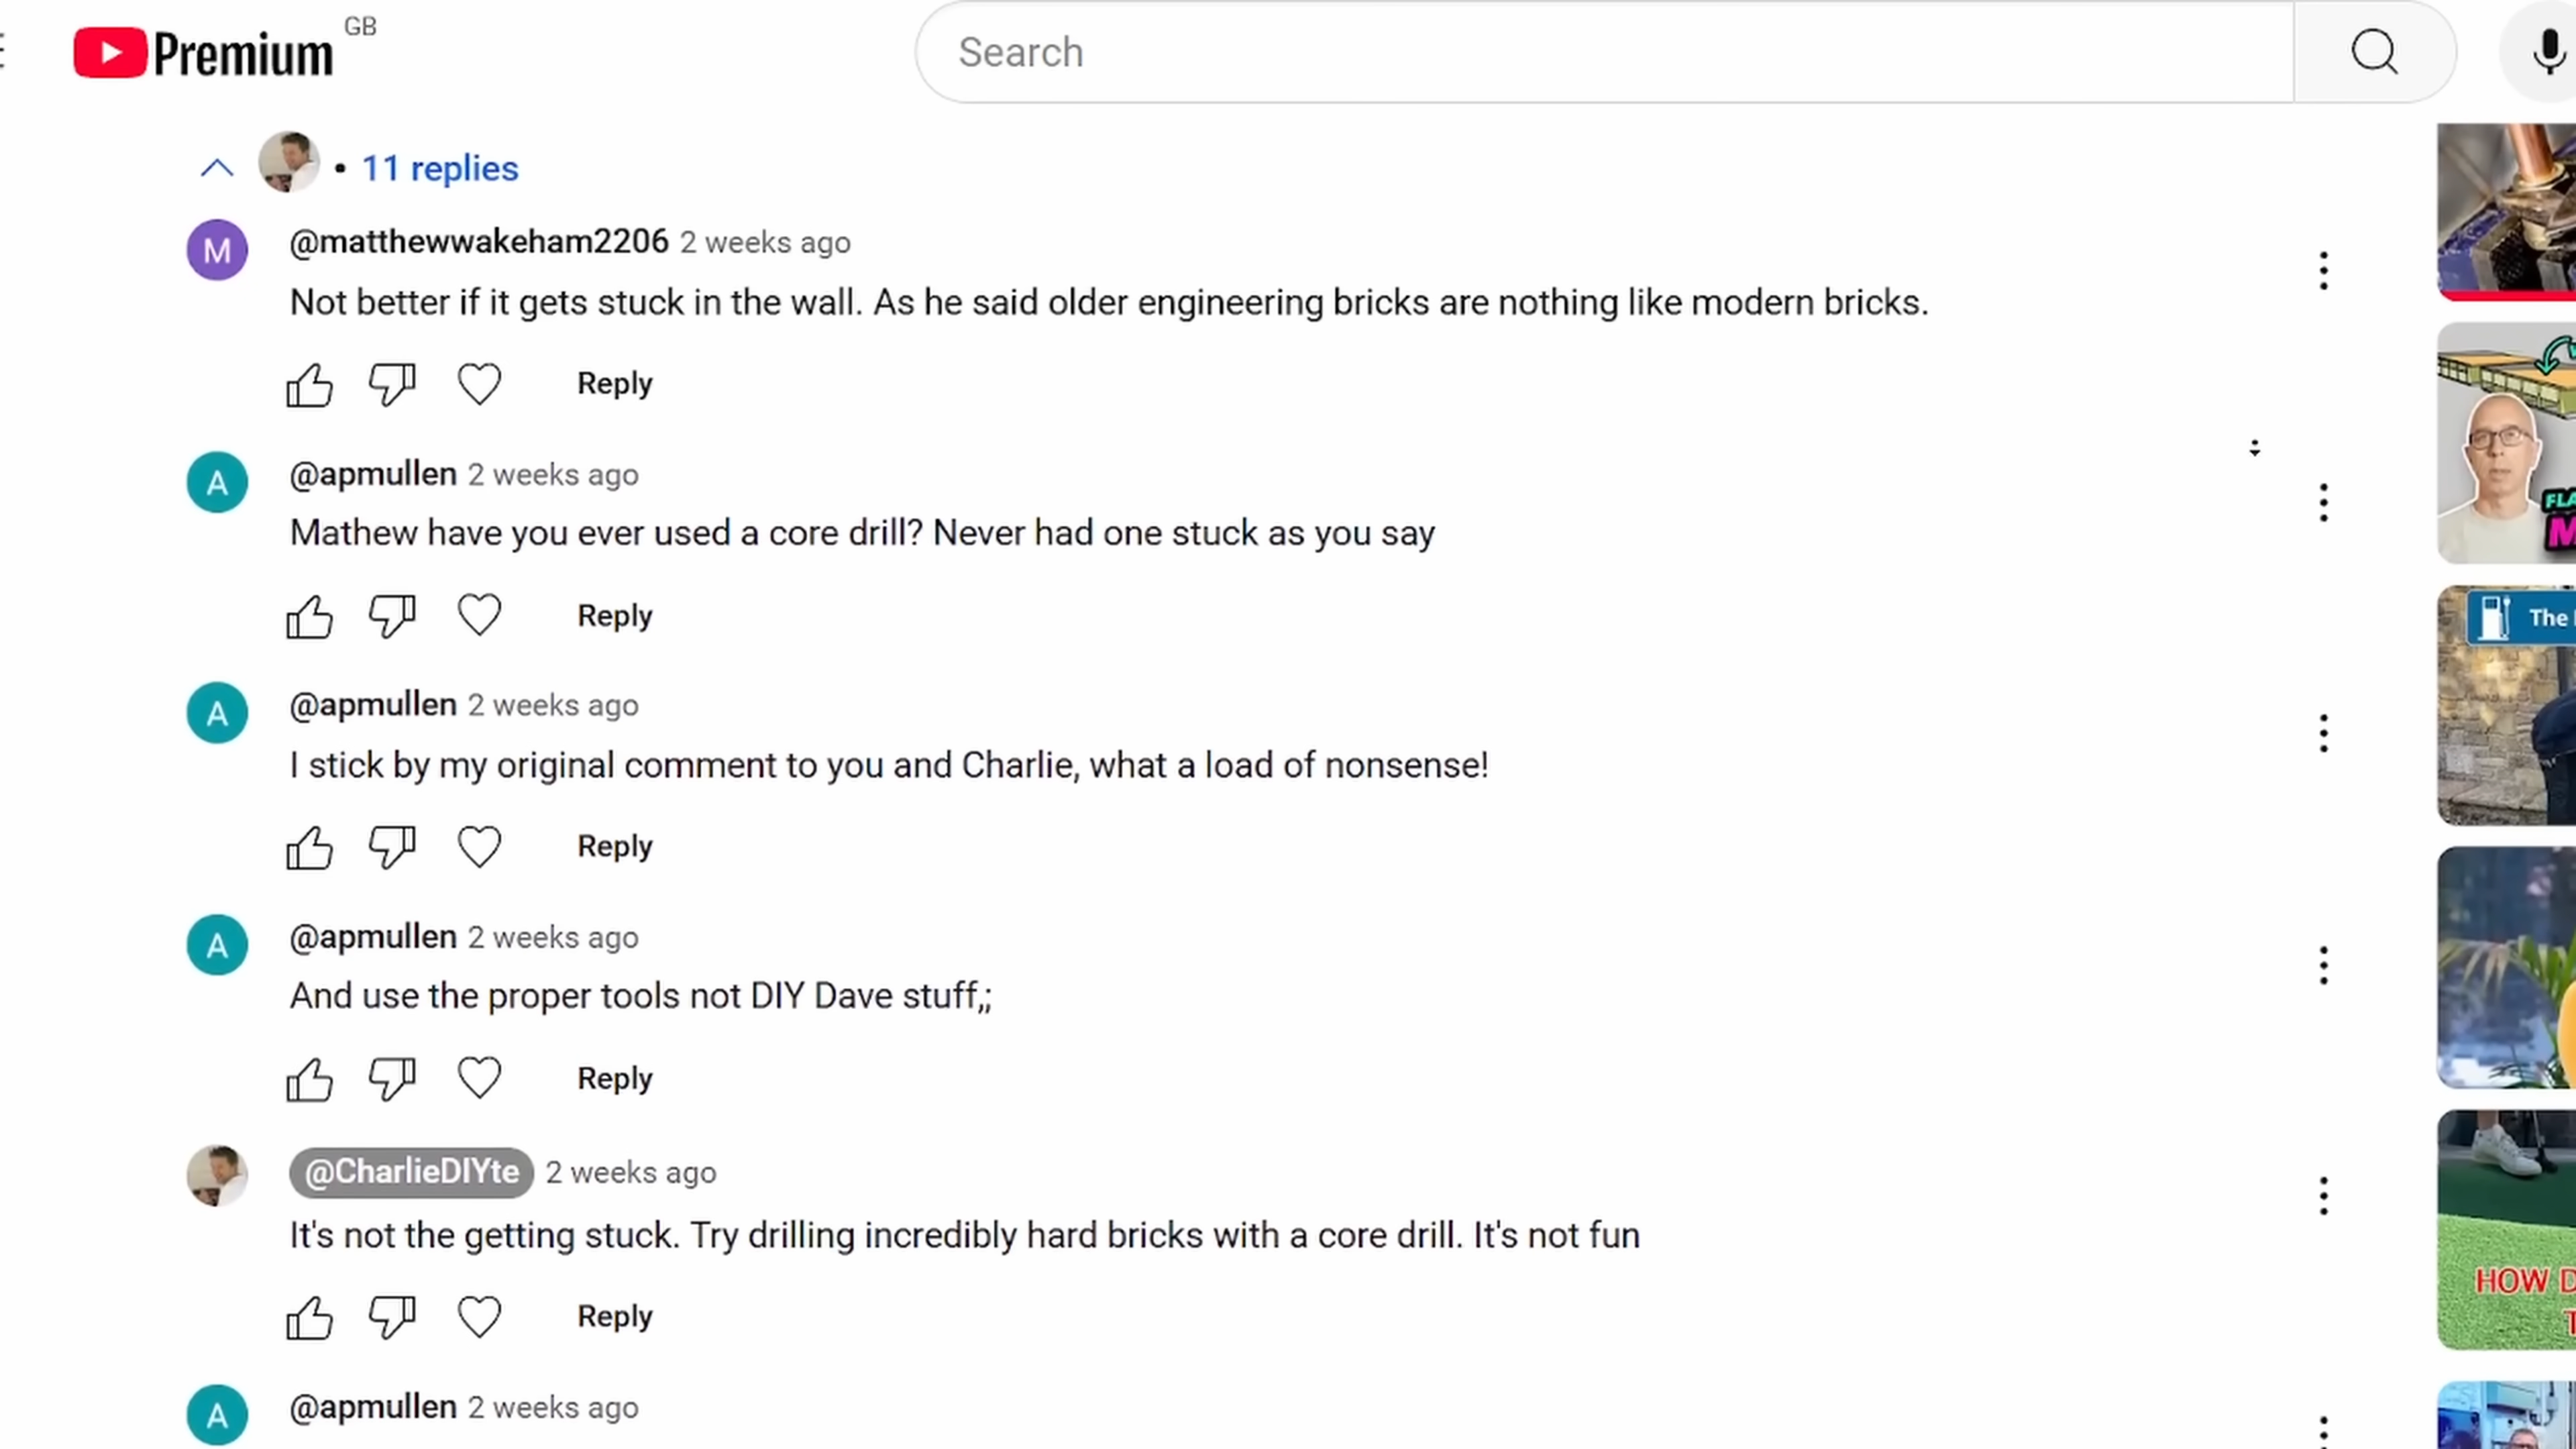 Premium GB
Search
11 replies
M
@matthewwakeham2206 2 weeks ago
Not better if it gets stuck in the wall. As he said older engineering bricks are nothing like modern bricks.
Reply
A
@apmullen 2 weeks ago
Mathew have you ever used a core drill? Never had one stuck as you say
Reply
A
@apmullen 2 weeks ago
I stick by my original comment to you and Charlie, what a load of nonsense!
Reply
A
@apmullen 2 weeks ago
And use the proper tools not DIY Dave stuff,;
Reply
@CharlieDIYte 2 weeks ago
It's not the getting stuck. Try drilling incredibly hard bricks with a core drill. It's not fun
Reply
A
@apmullen 2 weeks ago
The
HOW